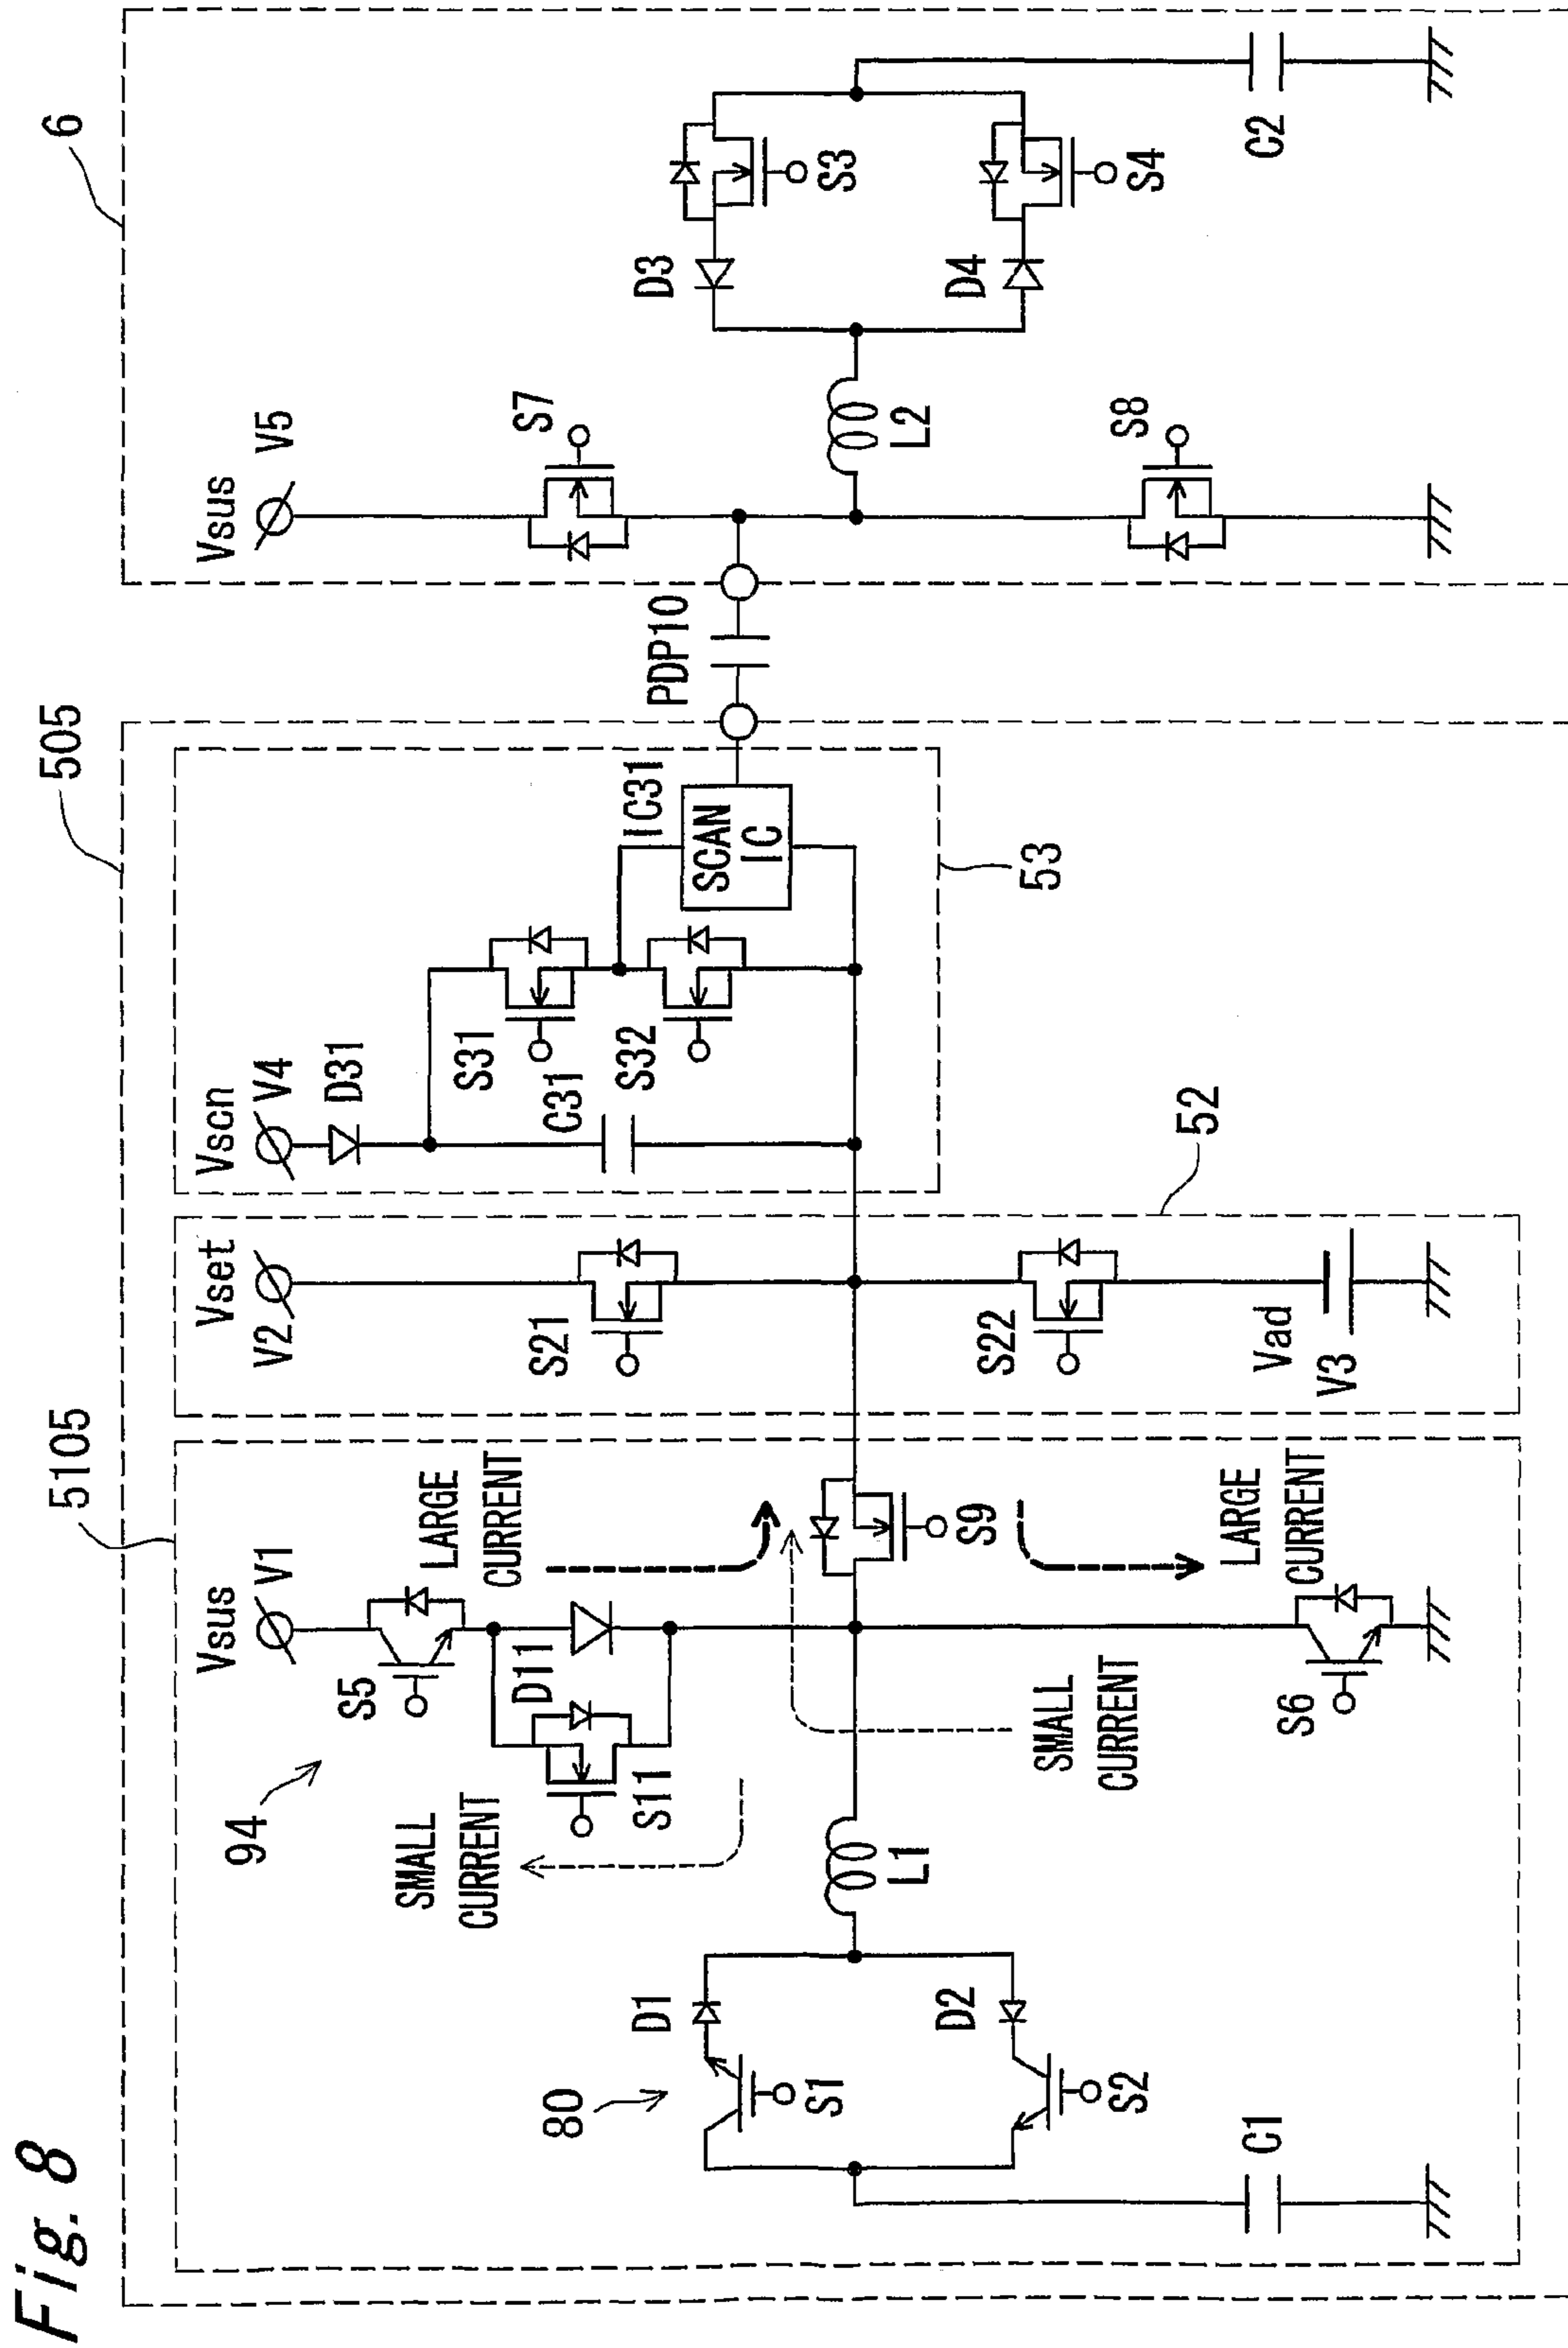 Fig. 8
505
6
5105
94
Vsus
V1
S5
D11
S11
SMALL
CURRENT
LARGE
CURRENT
80
S1
D1
S2
D2
C1
L1
SMALL
CURRENT
S9
LARGE
CURRENT
S6
Vset
V2
S21
S22
Vad
V3
52
Vscn
V4
D31
C31
S31
S32
IC31
SCAN
IC
53
PDP10
Vsus
V5
S7
L2
S8
D3
S3
D4
S4
C2